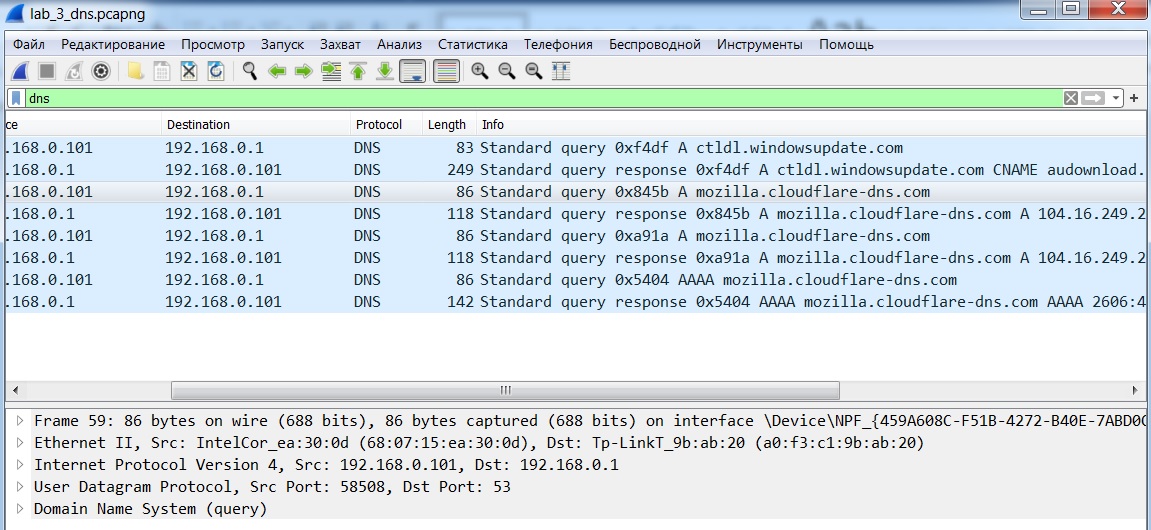 lab_3_dns.pcapng
Файл Редактирование Просмотр Запуск Захват Анализ Статистика Телефония Беспроводной Инструменты Помощь
dns
ce Destination Protocol Length Info
.168.0.101 192.168.0.1 DNS 83 Standard query 0xf4df A ctldl.windowsupdate.com
.168.0.1 192.168.0.101 DNS 249 Standard query response 0xf4df A ctldl.windowsupdate.com CNAME audownload.
.168.0.101 192.168.0.1 DNS 86 Standard query 0x845b A mozilla.cloudflare-dns.com
.168.0.1 192.168.0.101 DNS 118 Standard query response 0x845b A mozilla.cloudflare-dns.com A 104.16.249.2
.168.0.101 192.168.0.1 DNS 86 Standard query 0xa91a A mozilla.cloudflare-dns.com
.168.0.1 192.168.0.101 DNS 118 Standard query response 0xa91a A mozilla.cloudflare-dns.com A 104.16.249.2
.168.0.101 192.168.0.1 DNS 86 Standard query 0x5404 AAAA mozilla.cloudflare-dns.com
.168.0.1 192.168.0.101 DNS 142 Standard query response 0x5404 AAAA mozilla.cloudflare-dns.com AAAA 2606:4
Frame 59: 86 bytes on wire (688 bits), 86 bytes captured (688 bits) on interface \Device\NPF_{459A608C-F51B-4272-B40E-7ABD0C
Ethernet II, Src: IntelCor_ea:30:0d (68:07:15:ea:30:0d), Dst: Tp-LinkT_9b:ab:20 (a0:f3:c1:9b:ab:20)
Internet Protocol Version 4, Src: 192.168.0.101, Dst: 192.168.0.1
User Datagram Protocol, Src Port: 58508, Dst Port: 53
Domain Name System (query)